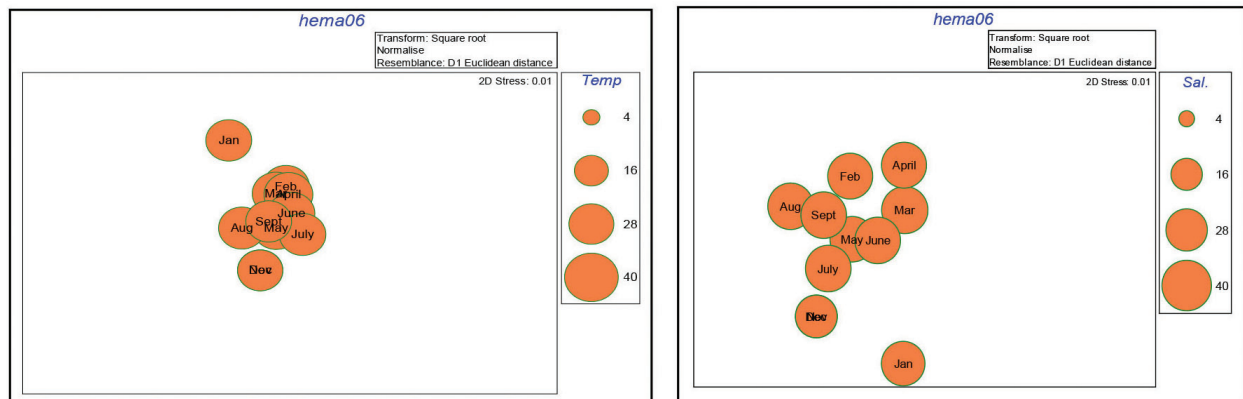 hema06
Transform: Square root
Normalise
Resemblance: D1 Euclidean distance
2D Stress: 0.01
Temp
4
16
28
40
Jan
Feb
Mar
April
June
Sept
Aug
May
July
Nov
hema06
Transform: Square root
Normalise
Resemblance: D1 Euclidean distance
2D Stress: 0.01
Sal.
4
16
28
40
April
Feb
Aug
Sept
Mar
May
June
July
Nov
Jan